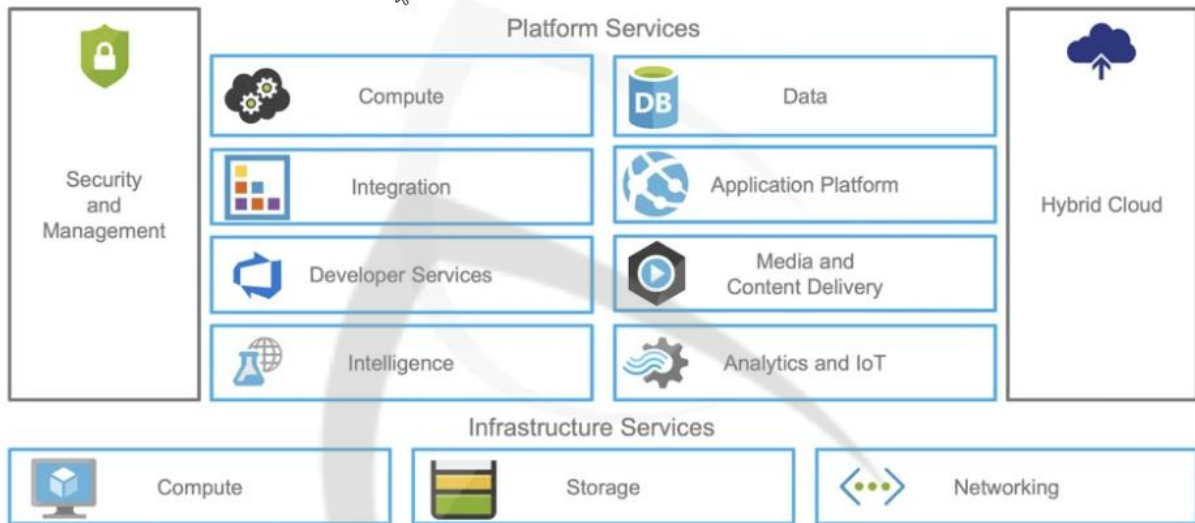 Platform Services
Security
and
Management
Compute
DB
Data
Integration
Application Platform
Developer Services
Media and
Content Delivery
Intelligence
Analytics and IoT
Hybrid Cloud
Infrastructure Services
Compute
Storage
Networking